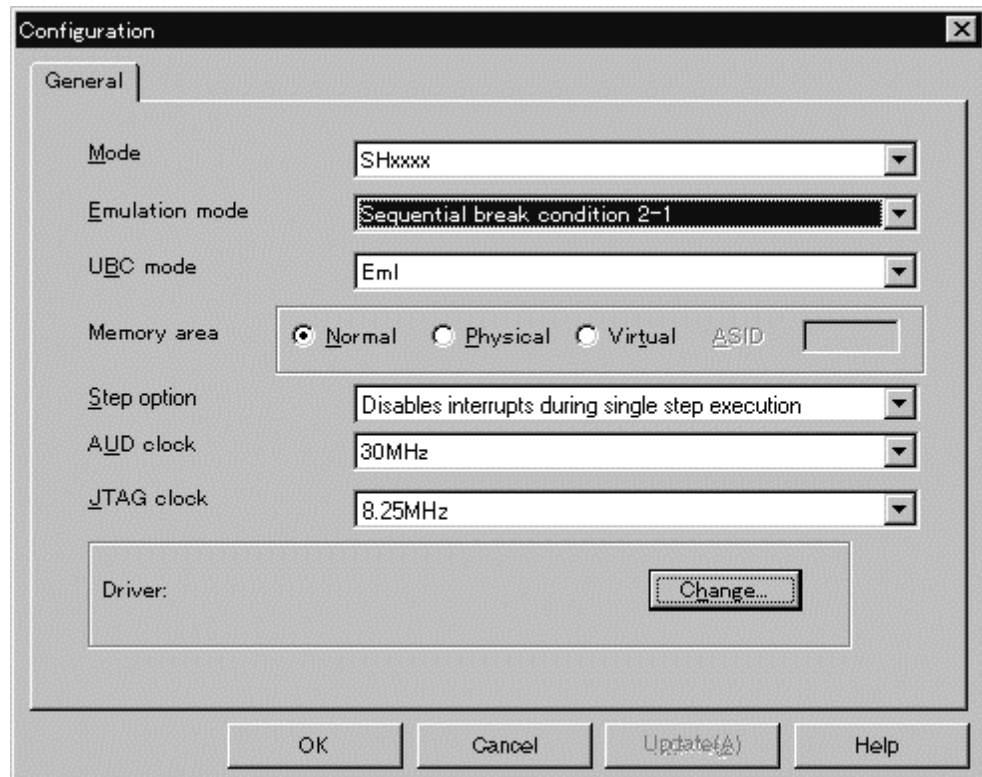 Configuration
General
Mode
SHxxxx
Emulation mode
Sequential break condition 2-1
UBC mode
Eml
Memory area
Normal Physical Virtual ASID
Step option
Disables interrupts during single step execution
AUD clock
30MHz
JTAG clock
8.25MHz
Driver:
Change...
OK Cancel Update(A) Help